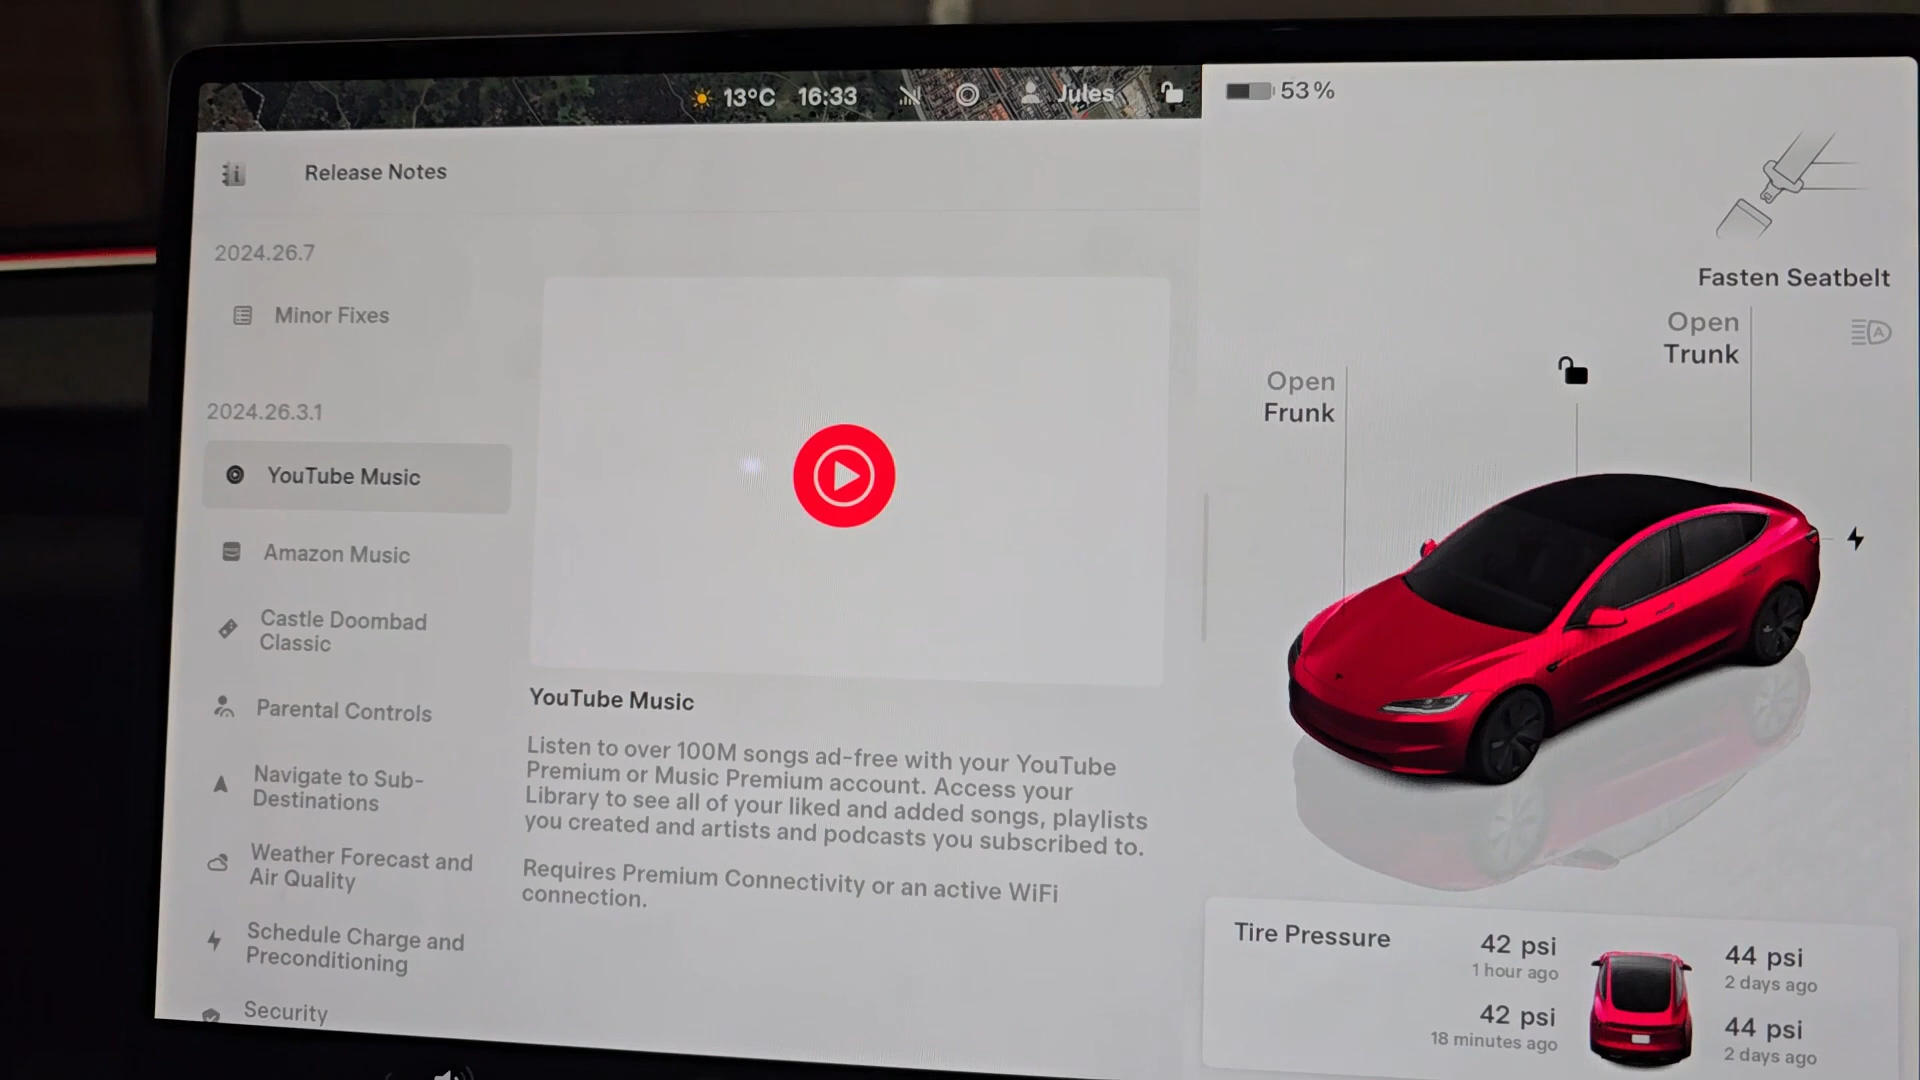 13°C 16:33 Jules
53%
Release Notes
2024.26.7
Minor Fixes
2024.26.3.1
YouTube Music
Amazon Music
Castle Doombad
Classic
Parental Controls
Navigate to Sub-
Destinations
Weather Forecast and
Air Quality
Schedule Charge and
Preconditioning
Security
YouTube Music
Listen to over 100M songs ad-free with your YouTube
Premium or Music Premium account. Access your
Library to see all of your liked and added songs, playlists
you created and artists and podcasts you subscribed to.
Requires Premium Connectivity or an active WiFi
connection.
Fasten Seatbelt
Open
Trunk
A
Open
Frunk
Tire Pressure
42 psi
1 hour ago
44 psi
2 days ago
42 psi
18 minutes ago
44 psi
2 days ago